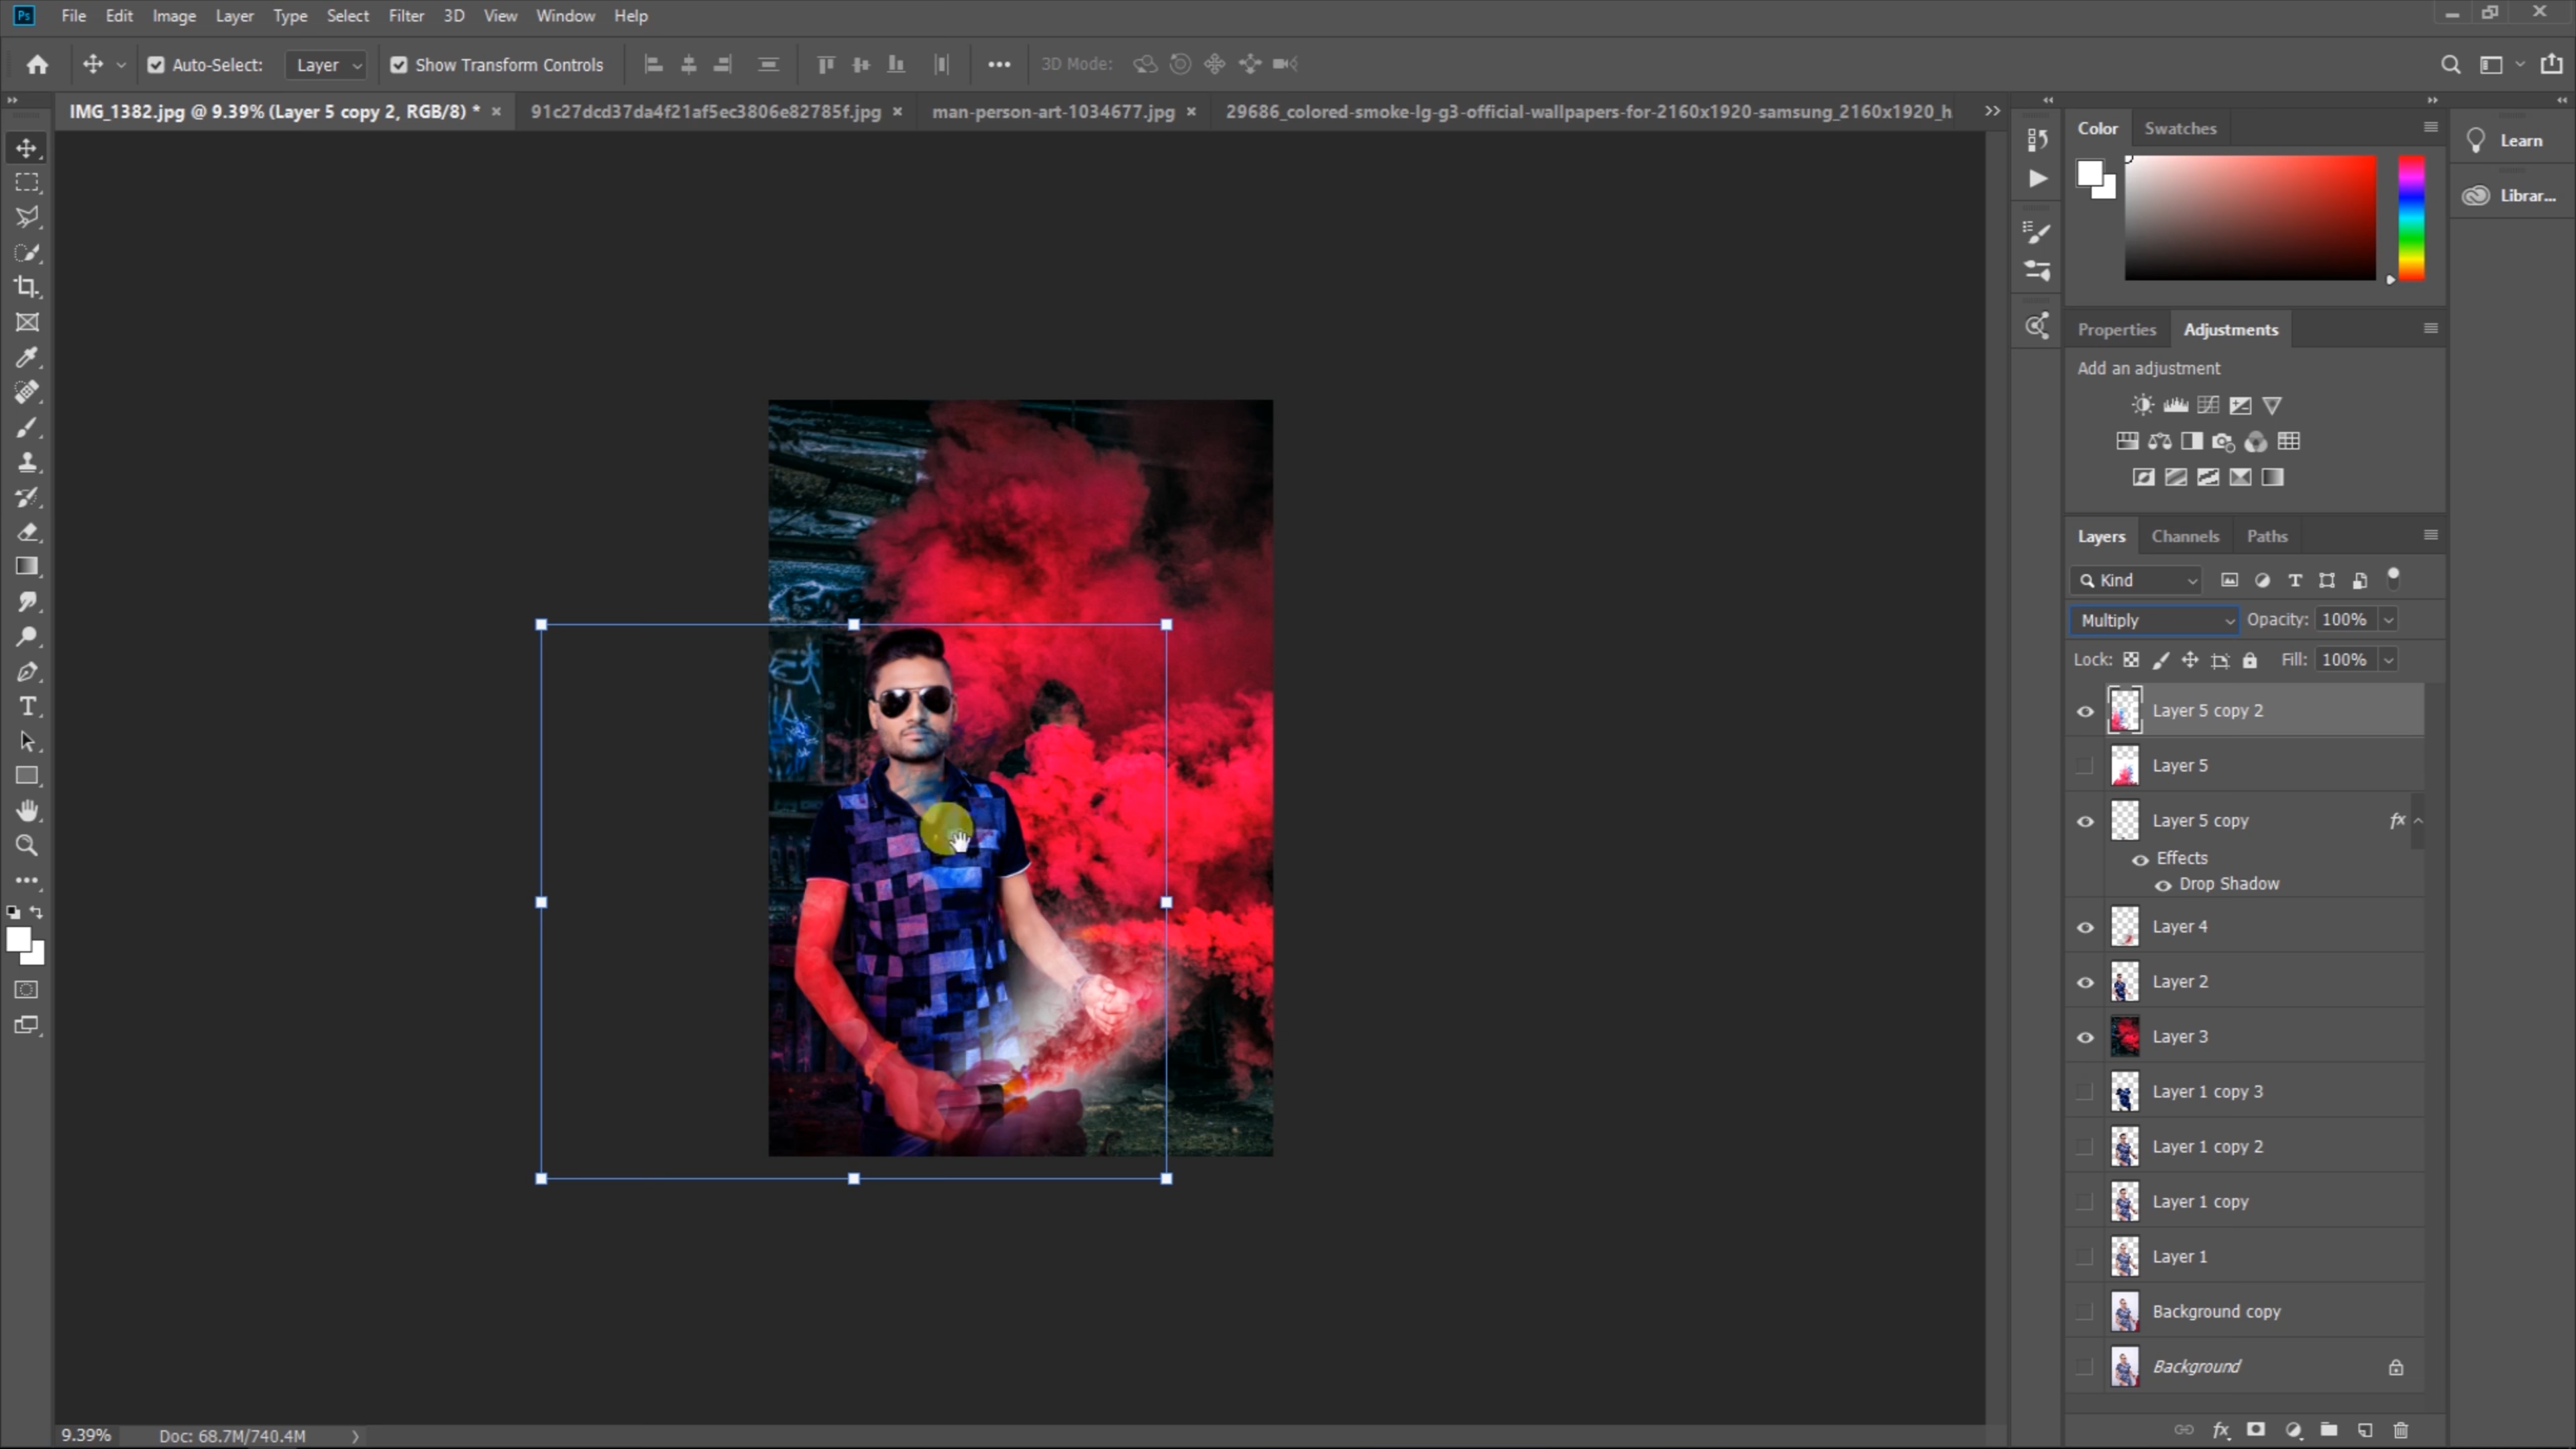 Ps File Edit Image Layer Type Select Filter 3D View Window Help
Auto-Select: Layer Show Transform Controls 3D Mode:
IMG_1382.jpg @ 9.39% (Layer 5 copy 2, RGB/8) * × 91c27dcd37da4f21af5ec3806e82785f.jpg × man-person-art-1034677.jpg × 29686_colored-smoke-lg-g3-official-wallpapers-for-2160x1920-samsung_2160x1920_h
Color Swatches
Learn
Librar...
Properties Adjustments
Add an adjustment
Layers Channels Paths
Kind
Multiply Opacity: 100%
Lock: Fill: 100%
Layer 5 copy 2
Layer 5
Layer 5 copy fx
Effects
Drop Shadow
Layer 4
Layer 2
Layer 3
Layer 1 copy 3
Layer 1 copy 2
Layer 1 copy
Layer 1
Background copy
Background
fx
9.39% Doc: 68.7M/740.4M